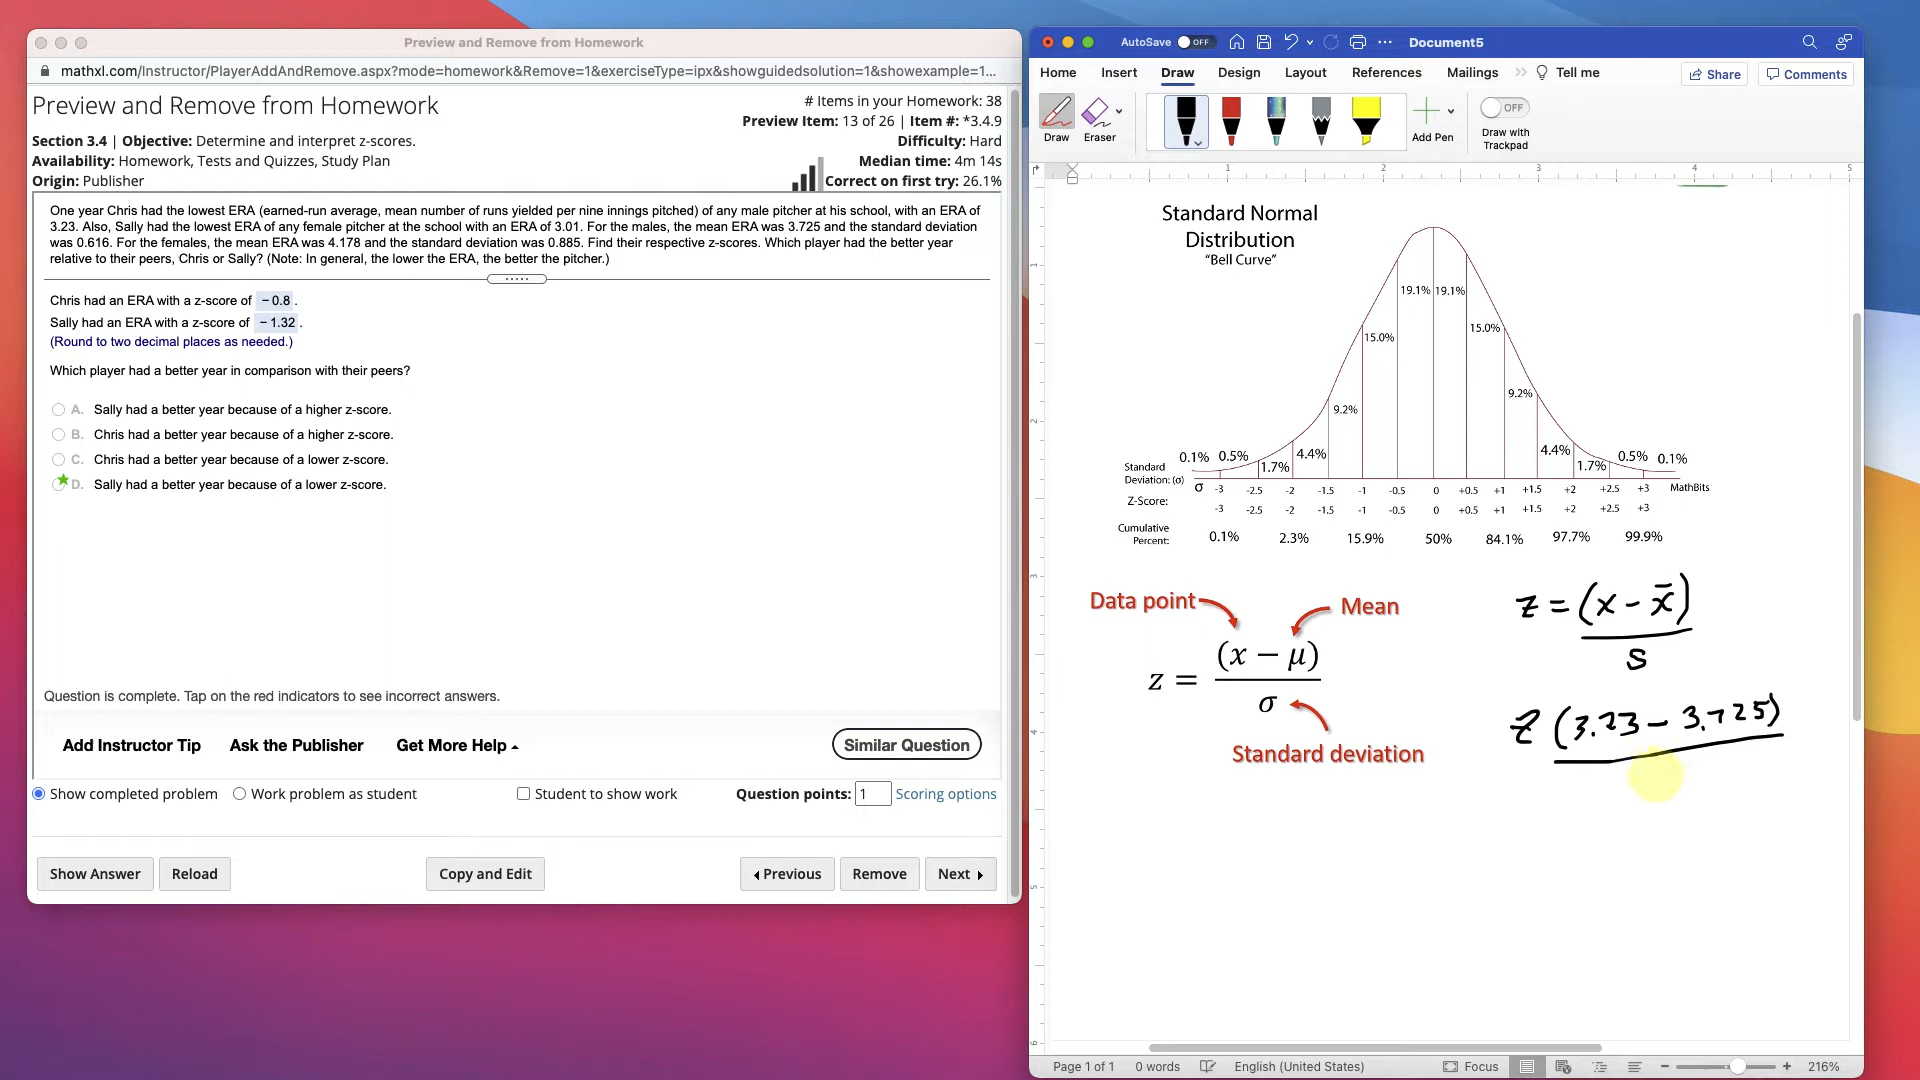 Preview and Remove from Homework
mathxl.com/Instructor/PlayerAddAndRemove.aspx?mode=homework&Remove=1&exerciseType=ipx&showguidedsolution=1&showexample=1...
Preview and Remove from Homework
# Items in your Homework: 38
Preview Item: 13 of 26 | Item #: *3.4.9
Section 3.4 | Objective: Determine and interpret z-scores.
Difficulty: Hard
Availability: Homework, Tests and Quizzes, Study Plan
Median time: 4m 14s
Origin: Publisher
Correct on first try: 26.1%
One year Chris had the lowest ERA (earned-run average, mean number of runs yielded per nine innings pitched) of any male pitcher at his school, with an ERA of
3.23. Also, Sally had the lowest ERA of any female pitcher at the school with an ERA of 3.01. For the males, the mean ERA was 3.725 and the standard deviation
was 0.616. For the females, the mean ERA was 4.178 and the standard deviation was 0.885. Find their respective z-scores. Which player had the better year
relative to their peers, Chris or Sally? (Note: In general, the lower the ERA, the better the pitcher.)
Chris had an ERA with a z-score of − 0.8 .
Sally had an ERA with a z-score of − 1.32 .
(Round to two decimal places as needed.)
Which player had a better year in comparison with their peers?
A. Sally had a better year because of a higher z-score.
B. Chris had a better year because of a higher z-score.
C. Chris had a better year because of a lower z-score.
D. Sally had a better year because of a lower z-score.
Question is complete. Tap on the red indicators to see incorrect answers.
Add Instructor Tip Ask the Publisher Get More Help Similar Question
Show completed problem Work problem as student Student to show work Question points: 1 Scoring options
Show Answer Reload Copy and Edit Previous Remove Next
AutoSave OFF Document5
Home Insert Draw Design Layout References Mailings Tell me Share Comments
Draw Eraser Add Pen OFF Draw with
Trackpad
1 2 3 4 5
Standard Normal
Distribution
“Bell Curve”
19.1% 19.1%
15.0% 15.0%
9.2% 9.2%
0.1% 0.5% 1.7% 4.4% 4.4% 1.7% 0.5% 0.1%
Standard
Deviation: (σ) σ -3 -2.5 -2 -1.5 -1 -0.5 0 +0.5 +1 +1.5 +2 +2.5 +3 MathBits
Z-Score: -3 -2.5 -2 -1.5 -1 -0.5 0 +0.5 +1 +1.5 +2 +2.5 +3
Cumulative
Percent: 0.1% 2.3% 15.9% 50% 84.1% 97.7% 99.9%
Data point Mean
z = (x − μ)
σ
Standard deviation
z = (x - x̄)
s
z (3.23 - 3.725)
1
2
3
4
5
6
Page 1 of 1 0 words English (United States) Focus 216%